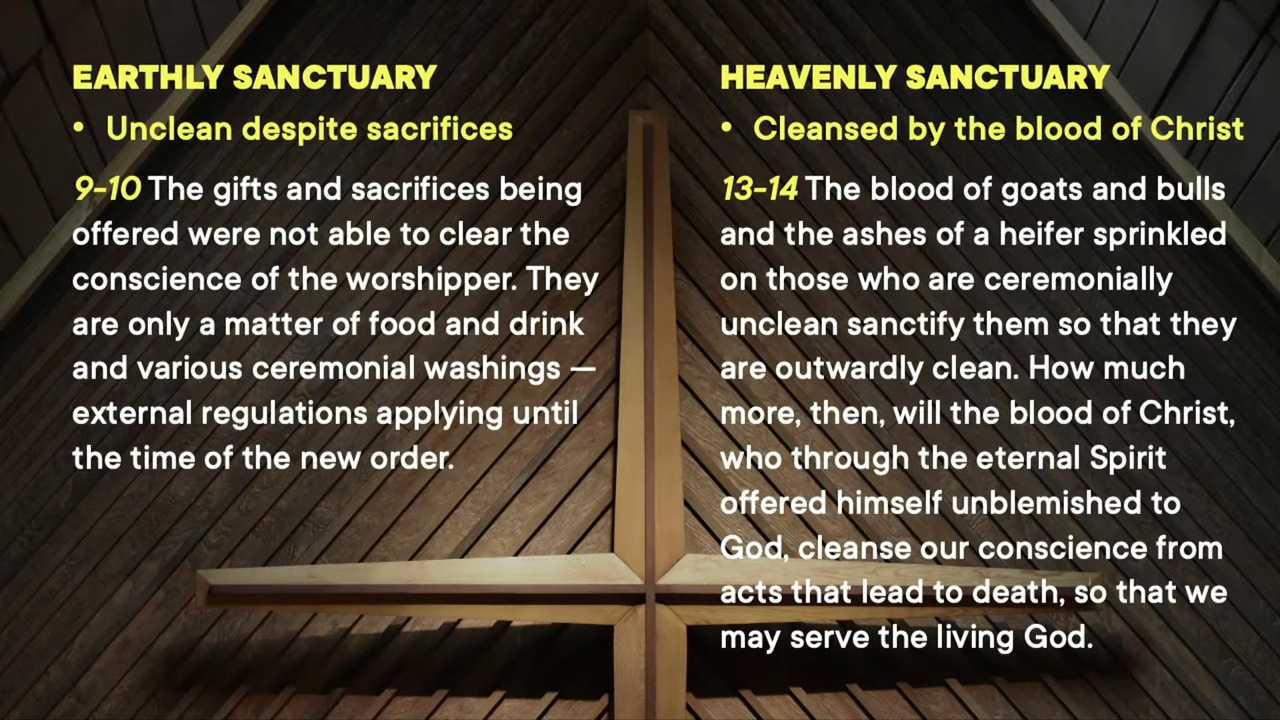 EARTHLY SANCTUARY
• Unclean despite sacrifices
9-10 The gifts and sacrifices being
offered were not able to clear the
conscience of the worshipper. They
are only a matter of food and drink
and various ceremonial washings —
external regulations applying until
the time of the new order.
HEAVENLY SANCTUARY
• Cleansed by the blood of Christ
13-14 The blood of goats and bulls
and the ashes of a heifer sprinkled
on those who are ceremonially
unclean sanctify them so that they
are outwardly clean. How much
more, then, will the blood of Christ,
who through the eternal Spirit
offered himself unblemished to
God, cleanse our conscience from
acts that lead to death, so that we
may serve the living God.